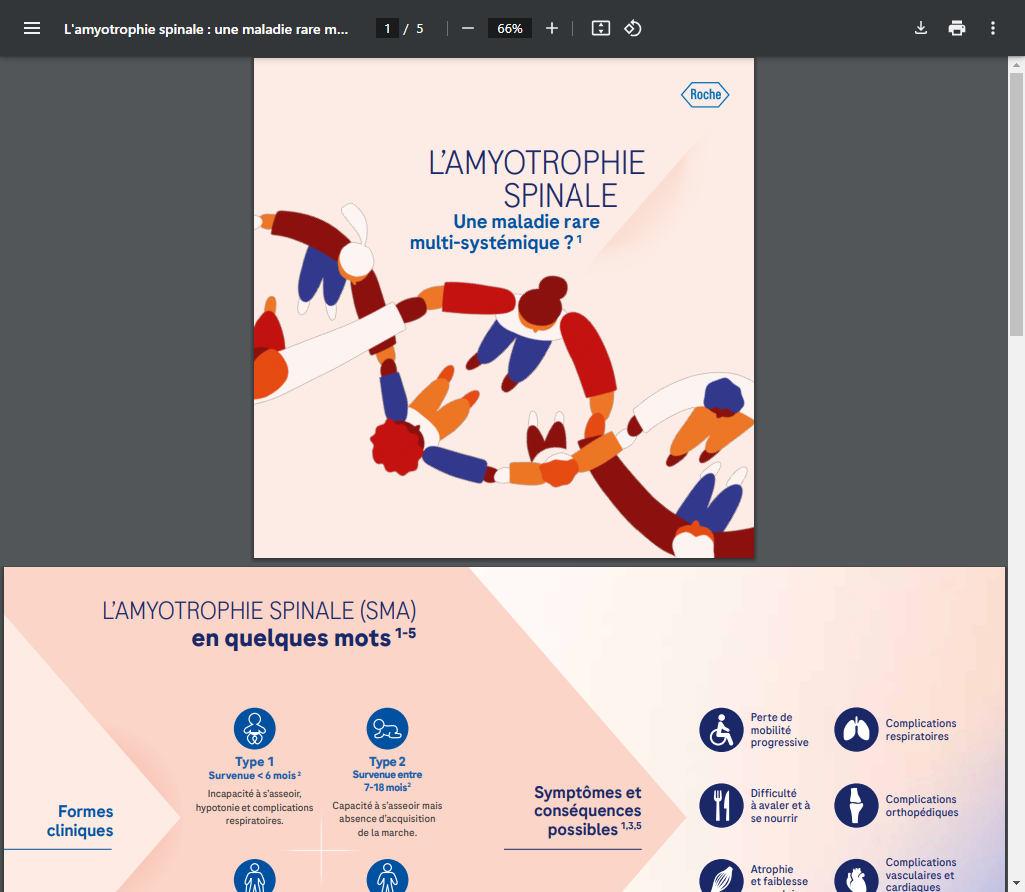 L'amyotrophie spinale : une maladie rare m...
1 / 5
66%
Roche
L'AMYOTROPHIE
SPINALE
Une maladie rare
multi-systémique ? 1
L'AMYOTROPHIE SPINALE (SMA)
en quelques mots 1-5
Formes
cliniques
Type 1
Survenue < 6 mois 2
Incapacité à s'asseoir,
hypotonie et complications
respiratoires.
Type 2
Survenue entre
7-18 mois2
Capacité à s'asseoir mais
absence d'acquisition
de la marche.
Symptômes et
conséquences
possibles 1,3,5
Perte de
mobilité
progressive
Complications
respiratoires
Difficulté
à avaler et à
se nourrir
Complications
orthopédiques
Atrophie
et faiblesse
Complications
vasculaires et
cardiaques